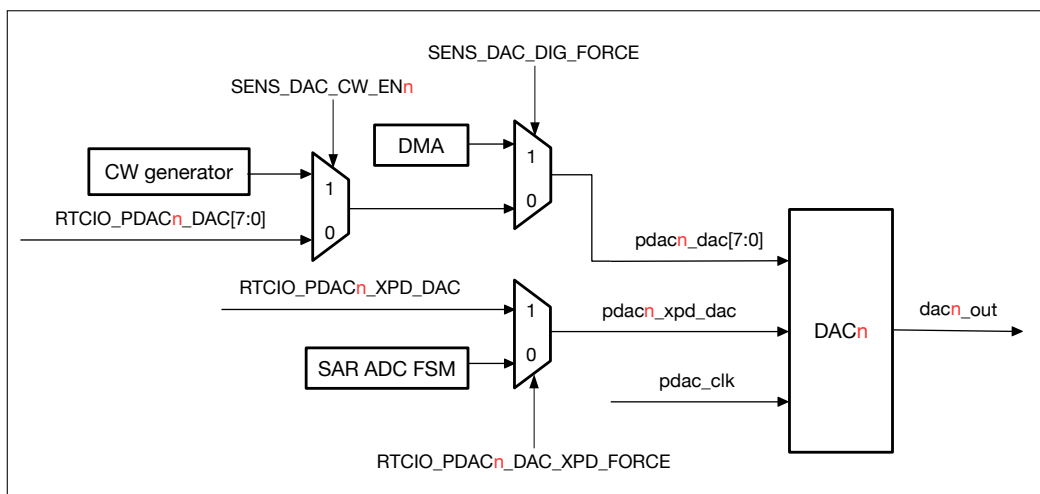 SENS_DAC_DIG_FORCE
SENS_DAC_CW_ENn
DMA
1
0
CW generator
1
0
RTCIO_PDACn_DAC[7:0]
pdacn_dac[7:0]
RTCIO_PDACn_XPD_DAC
1
0
pdacn_xpd_dac
DACn
dacn_out
SAR ADC FSM
pdac_clk
RTCIO_PDACn_DAC_XPD_FORCE